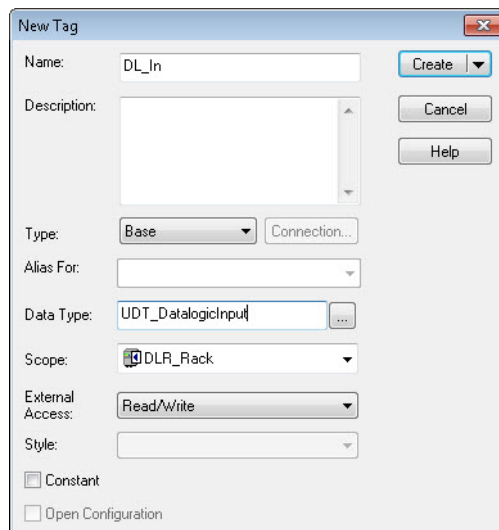 New Tag
Name: DL_In
Create
Description:
Cancel
Help
Type: Base Connection...
Alias For:
Data Type: UDT_DatalogicInput ...
Scope: DLR_Rack
External
Access: Read/Write
Style:
Constant
Open Configuration